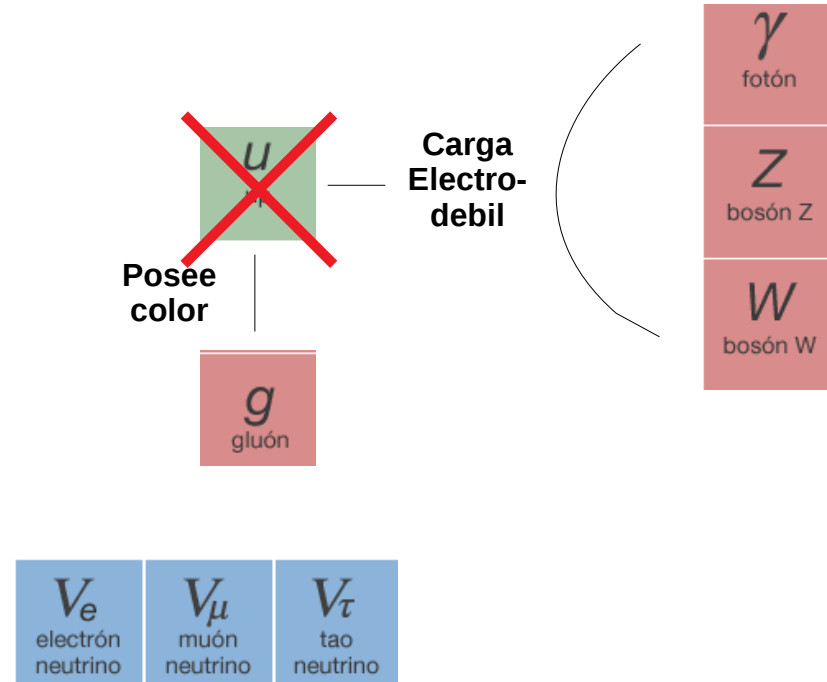 γ
fotón
u
Carga
Electro-
debil
Z
bosón Z
Posee
color
W
bosón W
g
gluón
Ve Vμ Vτ
electrón muón tao
neutrino neutrino neutrino